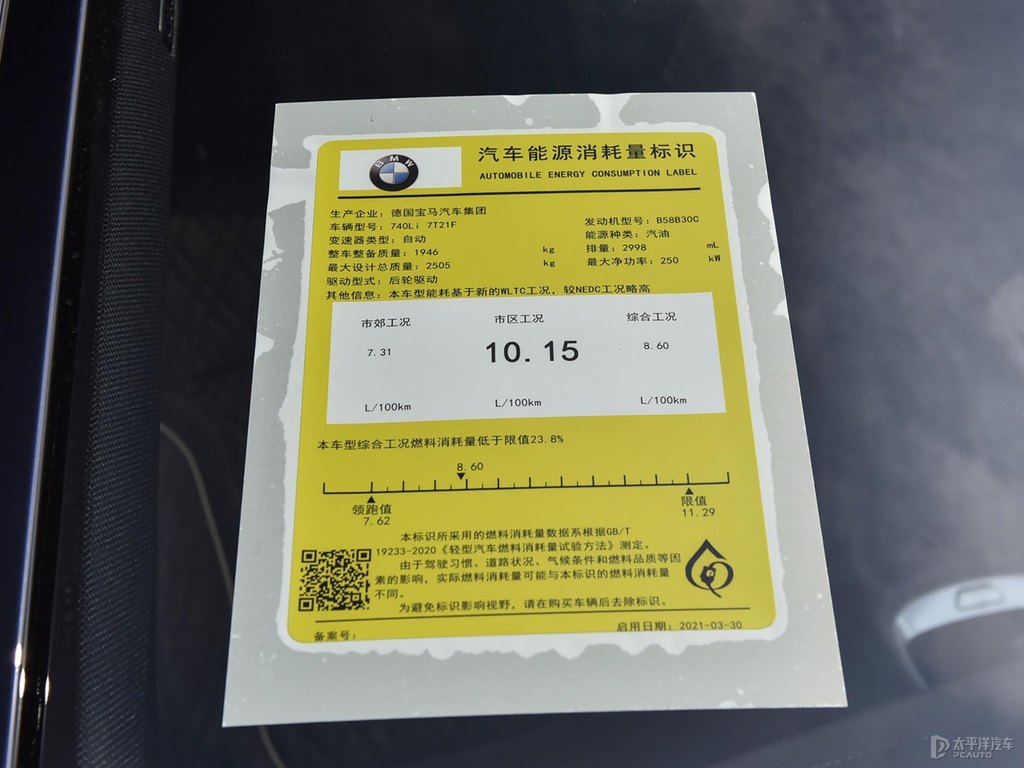 BMW
汽车能源消耗量标识
AUTOMOBILE ENERGY CONSUMPTION LABEL
生产企业：德国宝马汽车集团
车辆型号：740Li 7T21F
发动机型号：B58B30C
变速器类型：自动
能源种类：汽油
整车整备质量：1946 kg
排量：2998 mL
最大设计总质量：2505 kg
最大净功率：250 kW
驱动型式：后轮驱动
其他信息：本车型能耗基于新的WLTC工况，较NEDC工况略高
市郊工况 市区工况 综合工况
7.31 10.15 8.60
L/100km L/100km L/100km
本车型综合工况燃料消耗量低于限值23.8%
8.60
领跑值 限值
7.62 11.29
本标识所采用的燃料消耗量数据系根据GB/T
19233-2020《轻型汽车燃料消耗量试验方法》测定。
由于驾驶习惯、道路状况、气候条件和燃料品质等因
素的影响，实际燃料消耗量可能与本标识的燃料消耗量
不同。
为避免标识影响视野，请在购买车辆后去除标识。
备案号： 启用日期：2021-03-30
太平洋汽车
PCAUTO